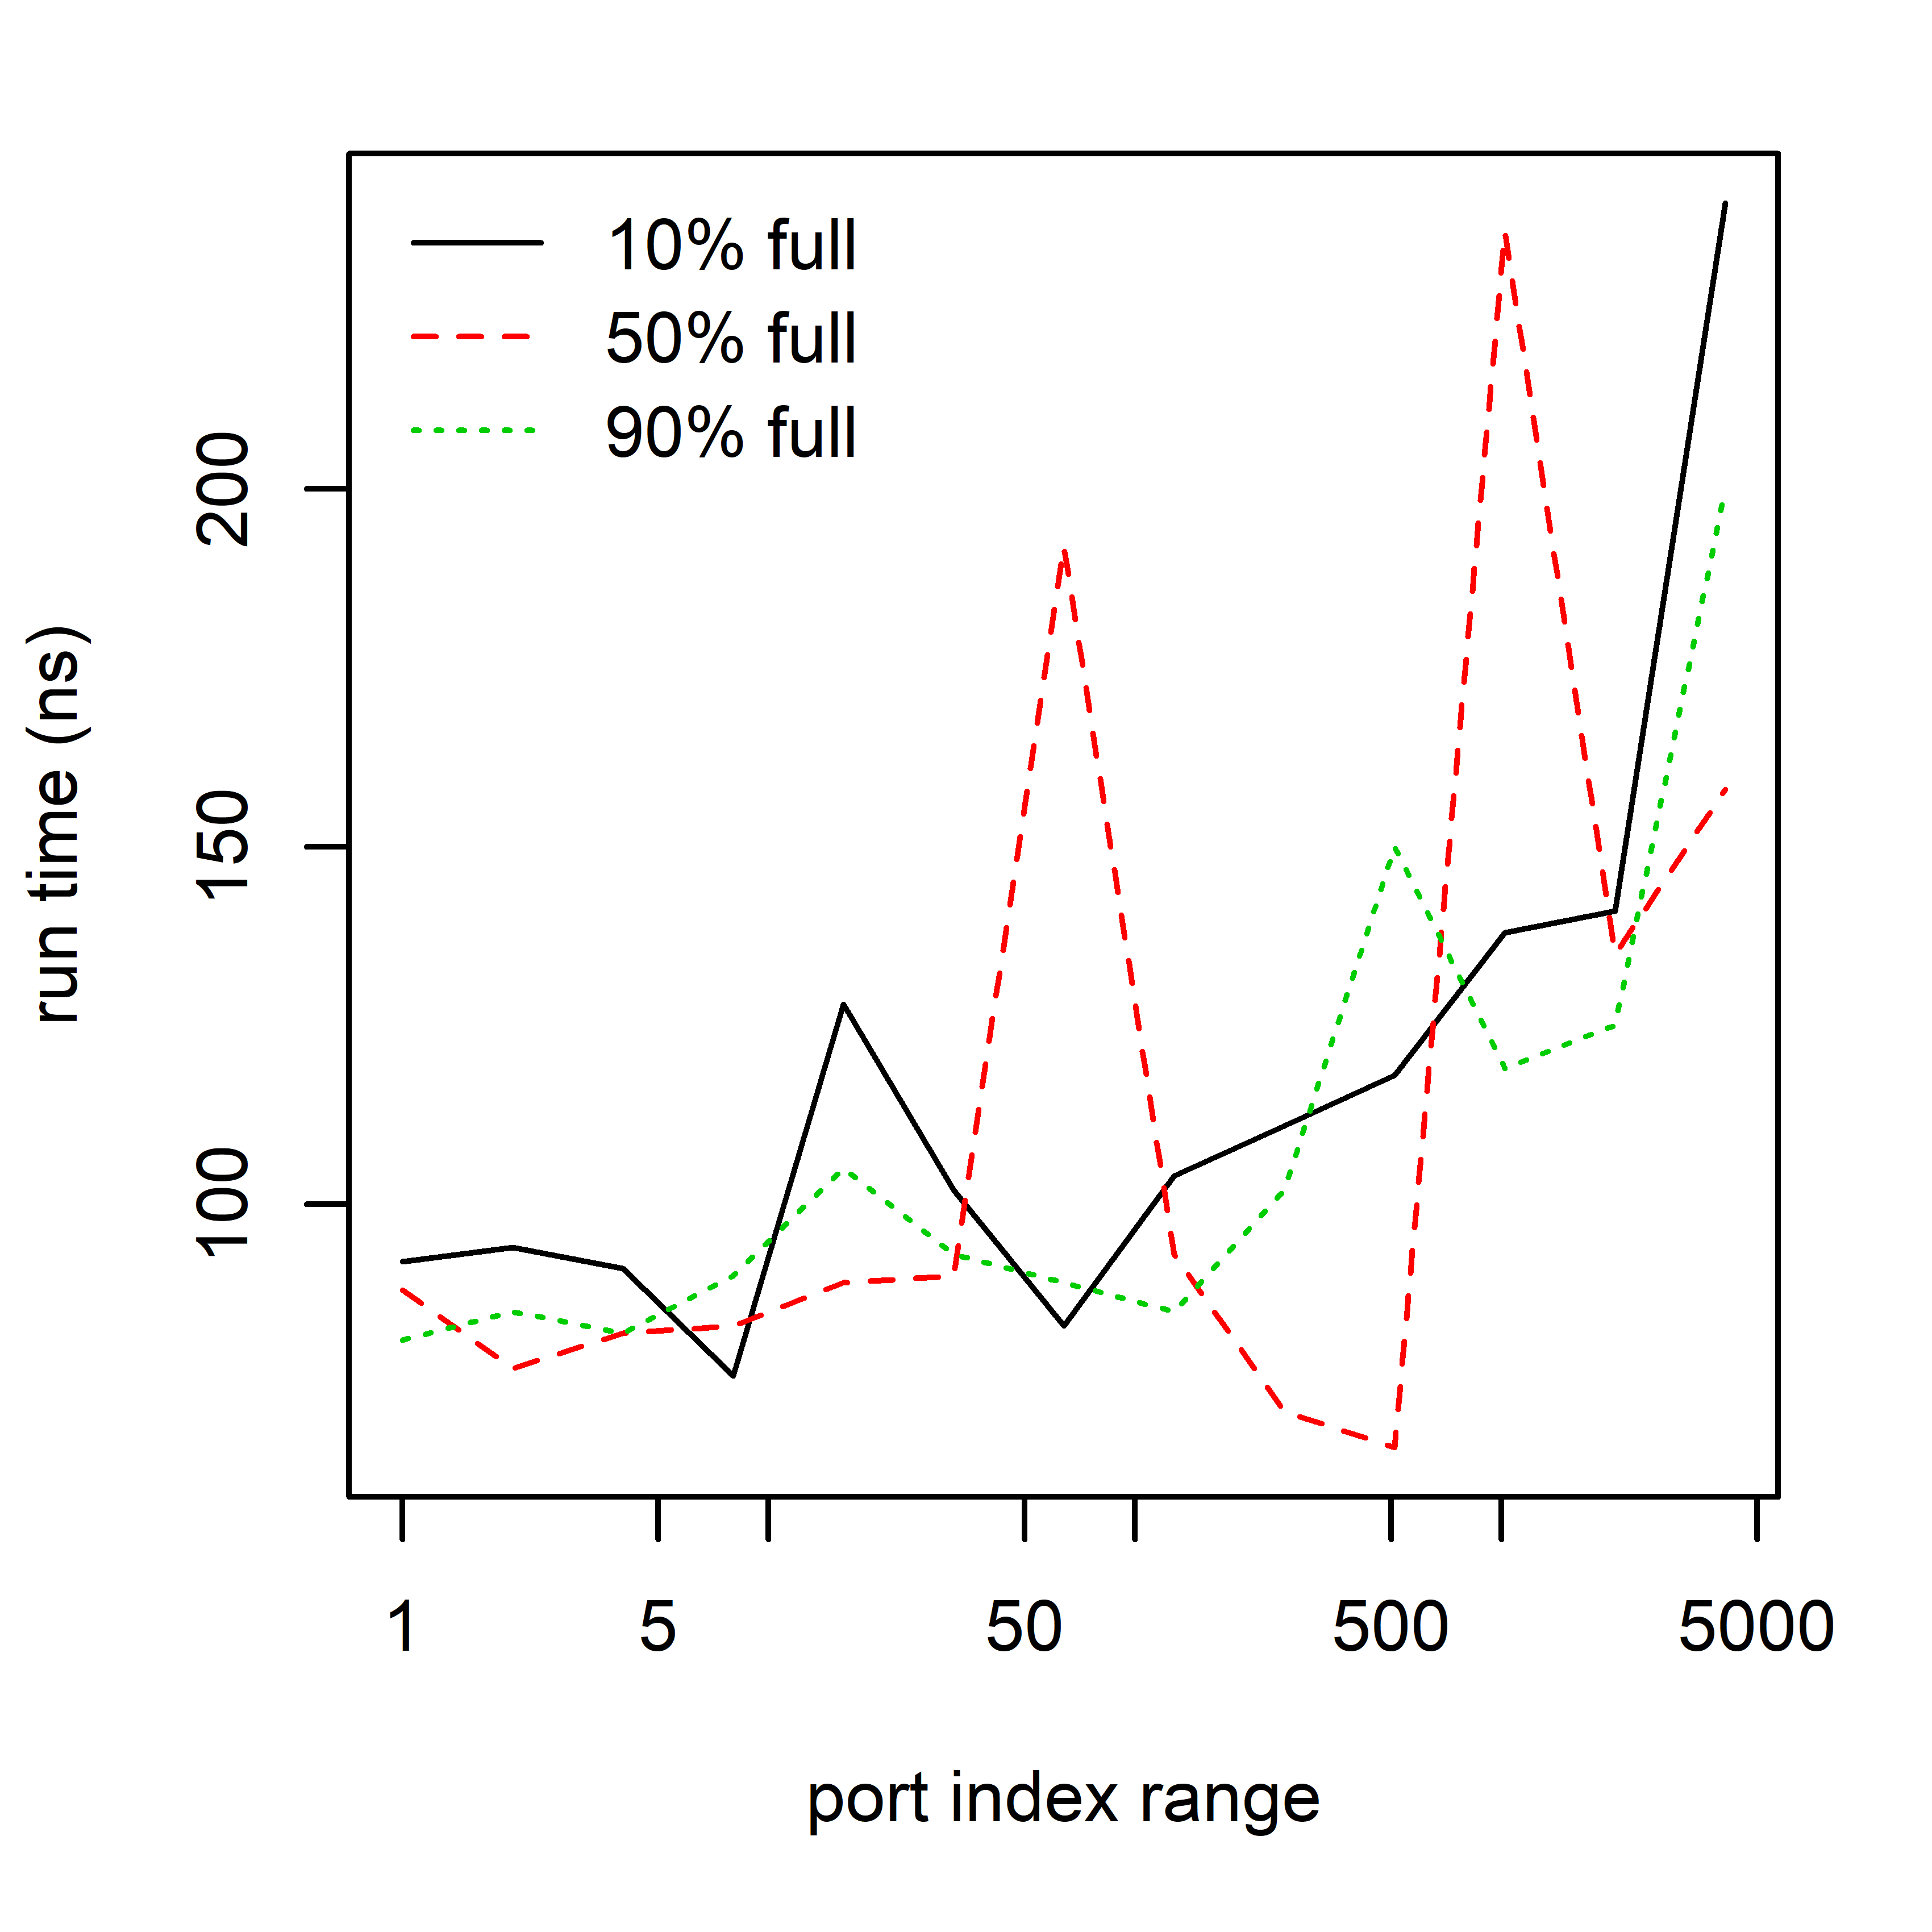 10% full
50% full
90% full
200
150
100
run time (ns)
1 5 50 500 5000
port index range